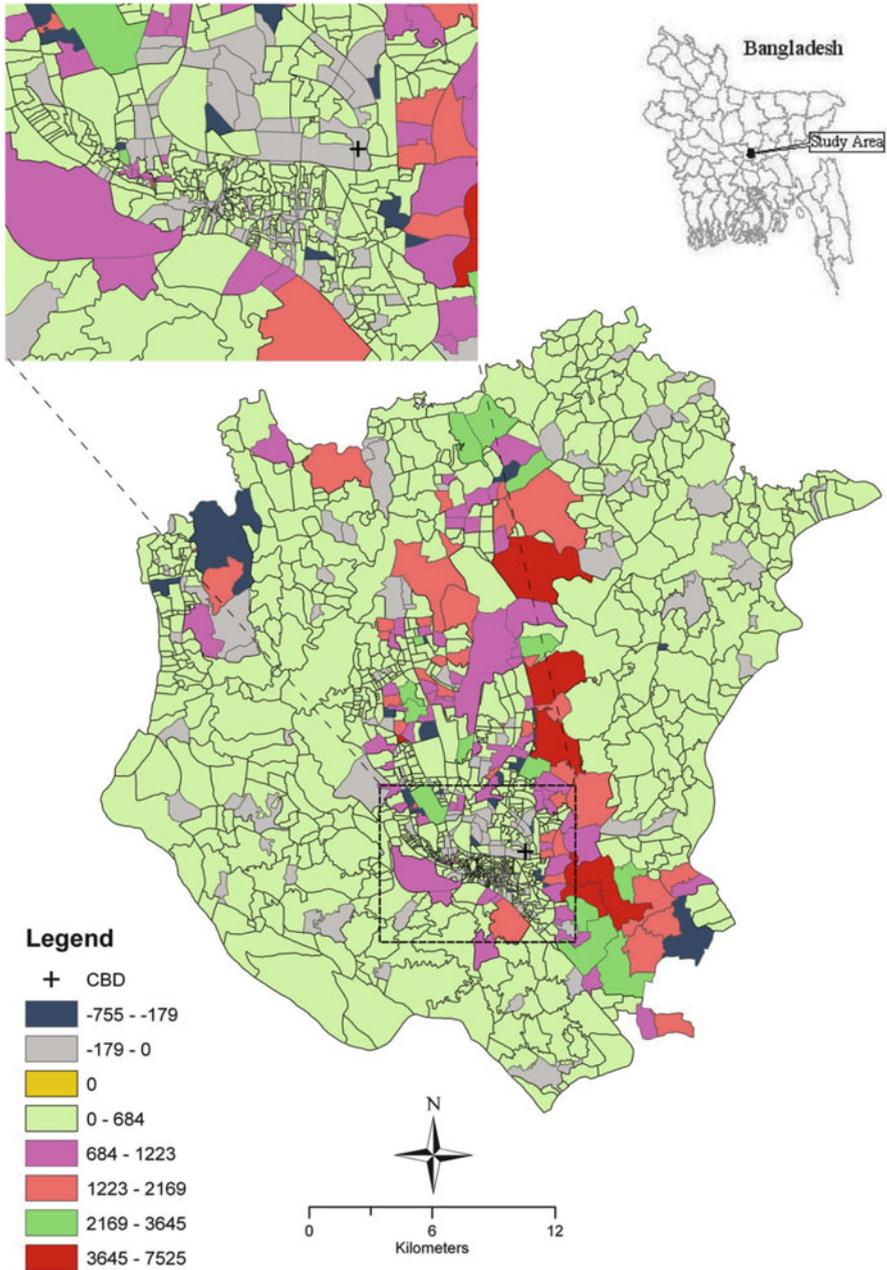 Bangladesh
Study Area
Legend
CBD
-755 - -179
-179 - 0
0
0 - 684
684 - 1223
1223 - 2169
2169 - 3645
3645 - 7525
N
0 6 12
Kilometers